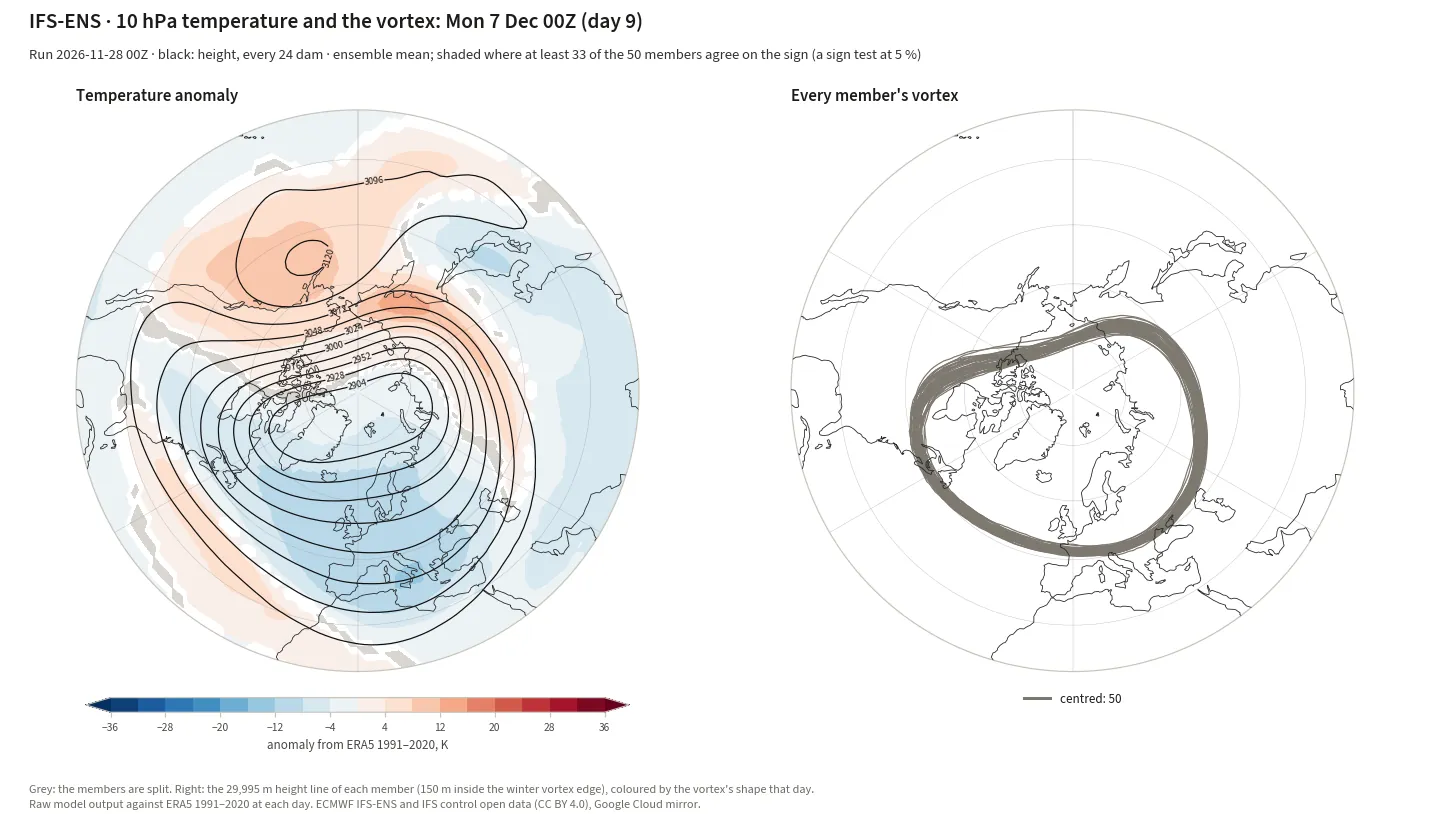 IFS-ENS · 10 hPa temperature and the vortex: Mon 7 Dec 00Z (day 9)
Run 2026-11-28 00Z · black: height, every 24 dam · ensemble mean; shaded where at least 33 of the 50 members agree on the sign (a sign test at 5 %)
Temperature anomaly
Every member's vortex
3096
3120
3072
3048
3024
3000
2976
2952
2928
2904
centred: 50
−36 −28 −20 −12 −4 4 12 20 28 36
anomaly from ERA5 1991–2020, K
Grey: the members are split. Right: the 29,995 m height line of each member (150 m inside the winter vortex edge), coloured by the vortex's shape that day.
Raw model output against ERA5 1991–2020 at each day. ECMWF IFS-ENS and IFS control open data (CC BY 4.0), Google Cloud mirror.